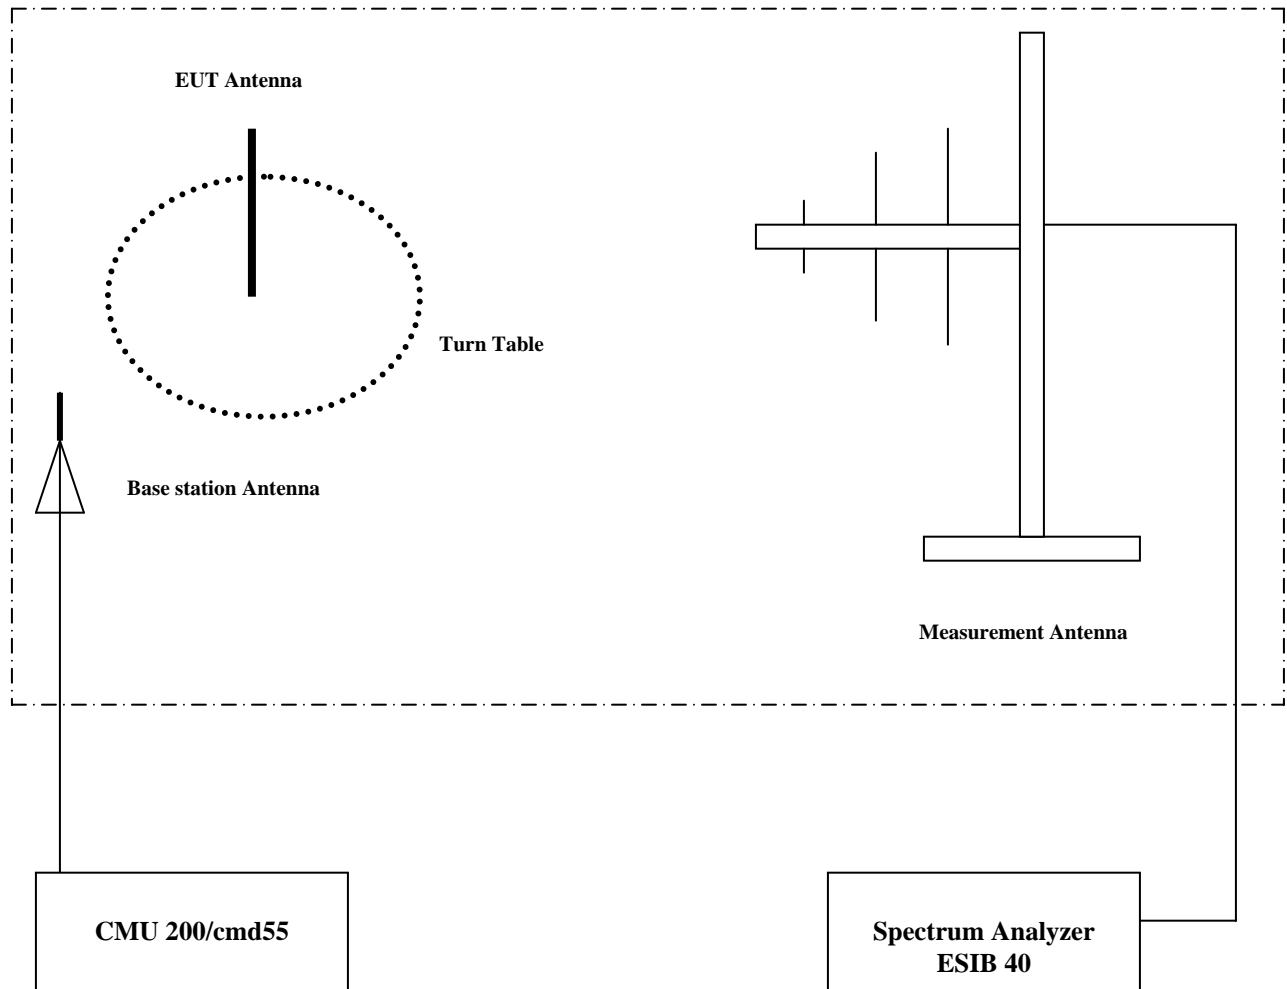 EUT Antenna
Turn Table
Base station Antenna
Measurement Antenna
CMU 200/cmd55
Spectrum Analyzer
ESIB 40